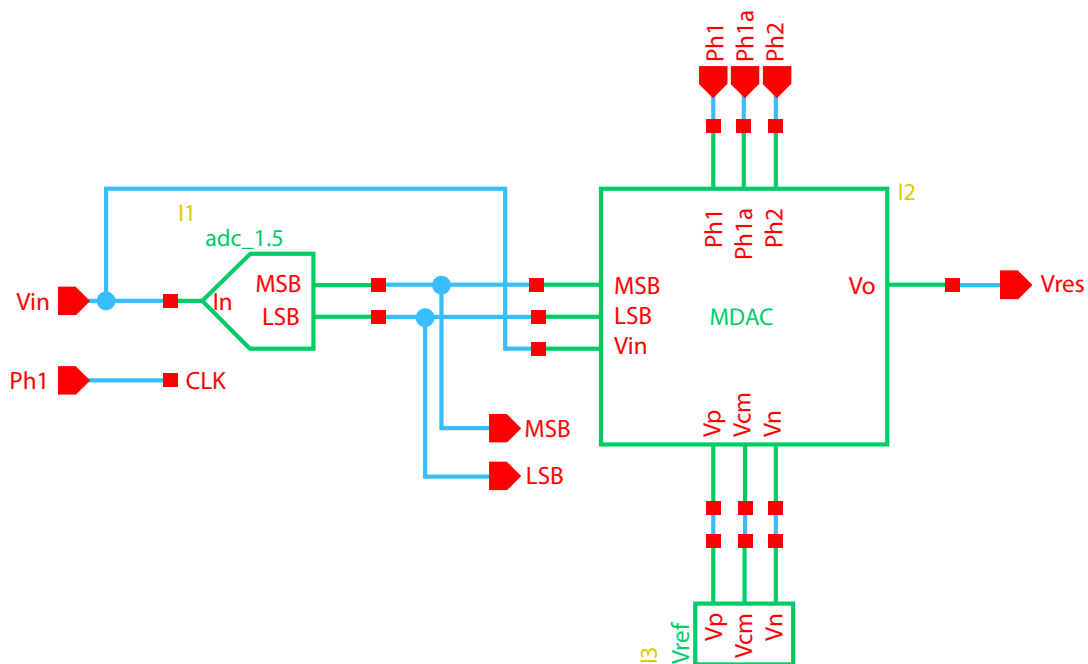 Ph1
Ph1a
Ph2
I1
I2
adc_1.5
Ph1
Ph1a
Ph2
Vin
In
MSB
LSB
MSB
LSB
Vin
MDAC
Vo
Vres
Ph1
CLK
MSB
LSB
Vp
Vcm
Vn
I3
Vref
Vp
Vcm
Vn